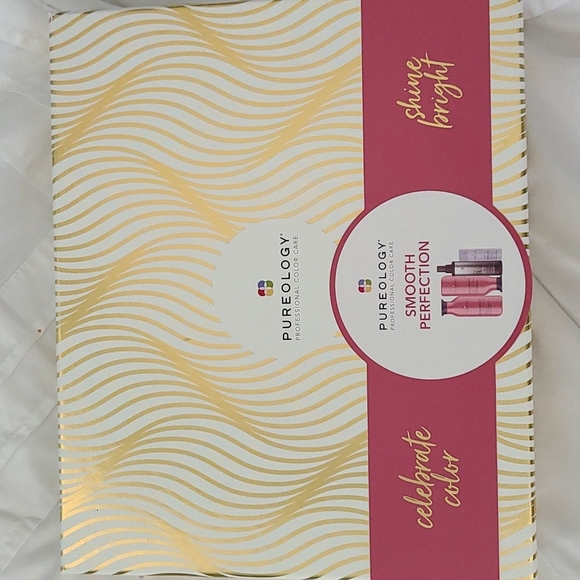 PUREOLOGY
PROFESSIONAL COLOR CARE
celebrate
color
PUREOLOGY
PROFESSIONAL COLOR CARE
SMOOTH
PERFECTION
shine
bright